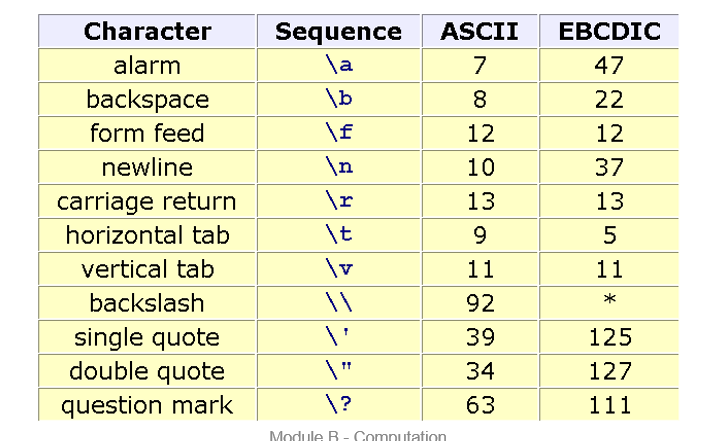 Character Sequence ASCII EBCDIC
alarm \a 7 47
backspace \b 8 22
form feed \f 12 12
newline \n 10 37
carriage return \r 13 13
horizontal tab \t 9 5
vertical tab \v 11 11
backslash \\ 92 *
single quote \' 39 125
double quote \" 34 127
question mark \? 63 111
Module B - Computation